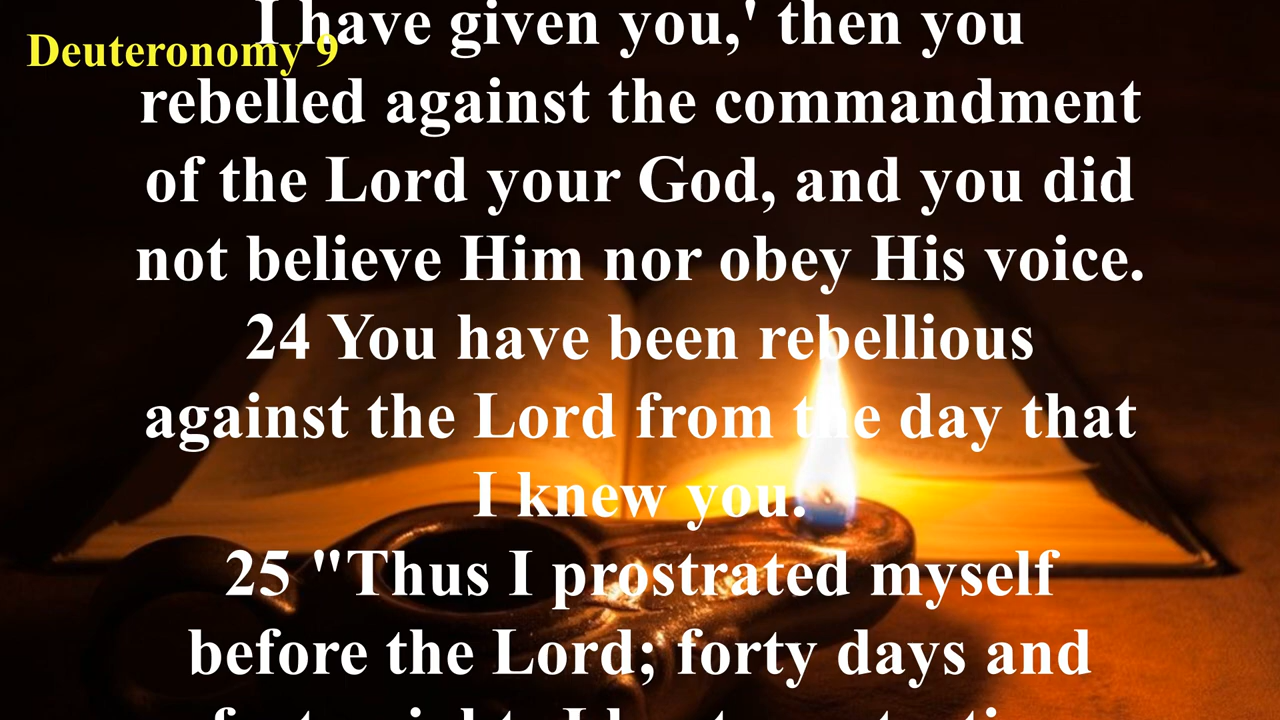 I have given you,' then you
Deuteronomy 9
rebelled against the commandment
of the Lord your God, and you did
not believe Him nor obey His voice.
24 You have been rebellious
against the Lord from the day that
I knew you.
25 "Thus I prostrated myself
before the Lord; forty days and